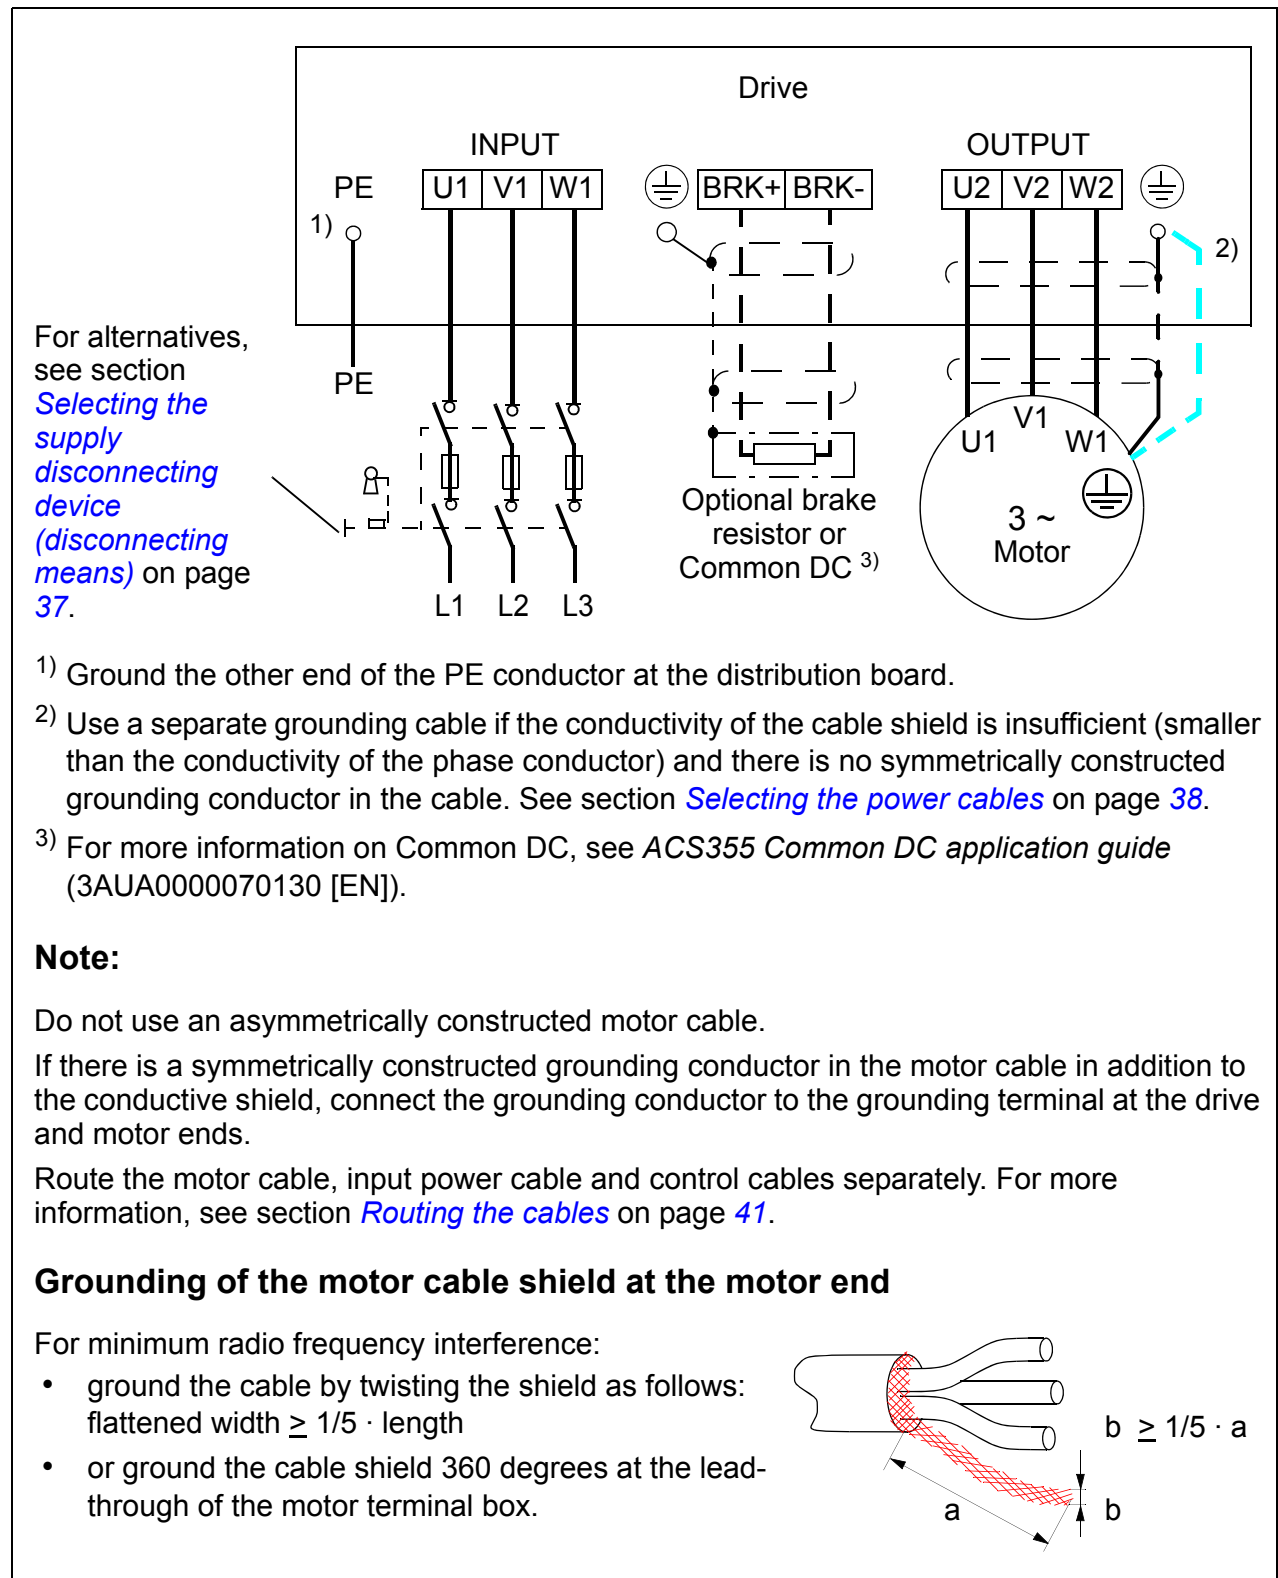 Drive
INPUT
OUTPUT
PE
U1 V1 W1
BRK+ BRK-
U2 V2 W2
1)
2)
For alternatives,
see section
Selecting the
supply
disconnecting
device
(disconnecting
means) on page
37.
PE
U1
V1
W1
3 ~
Motor
Optional brake
resistor or
Common DC 3)
L1 L2 L3
1) Ground the other end of the PE conductor at the distribution board.
2) Use a separate grounding cable if the conductivity of the cable shield is insufficient (smaller
than the conductivity of the phase conductor) and there is no symmetrically constructed
grounding conductor in the cable. See section Selecting the power cables on page 38.
3) For more information on Common DC, see ACS355 Common DC application guide
(3AUA0000070130 [EN]).
Note:
Do not use an asymmetrically constructed motor cable.
If there is a symmetrically constructed grounding conductor in the motor cable in addition to
the conductive shield, connect the grounding conductor to the grounding terminal at the drive
and motor ends.
Route the motor cable, input power cable and control cables separately. For more
information, see section Routing the cables on page 41.
Grounding of the motor cable shield at the motor end
For minimum radio frequency interference:
• ground the cable by twisting the shield as follows:
flattened width ≥ 1/5 · length
• or ground the cable shield 360 degrees at the lead-
through of the motor terminal box.
b ≥ 1/5 · a
a
b